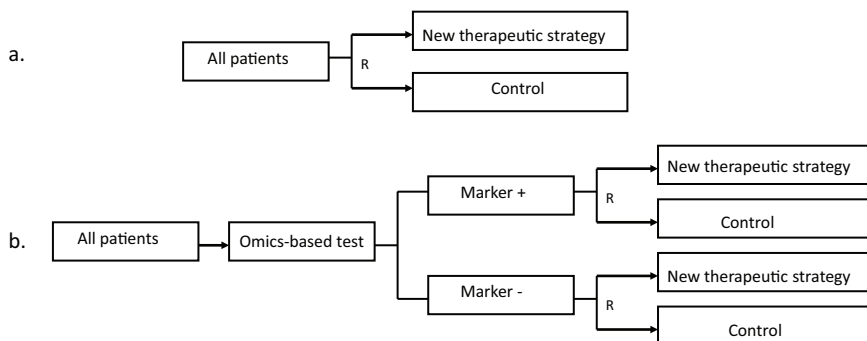 a.
All patients
R
New therapeutic strategy
Control
b.
All patients
Omics-based test
Marker +
R
New therapeutic strategy
Control
Marker -
R
New therapeutic strategy
Control